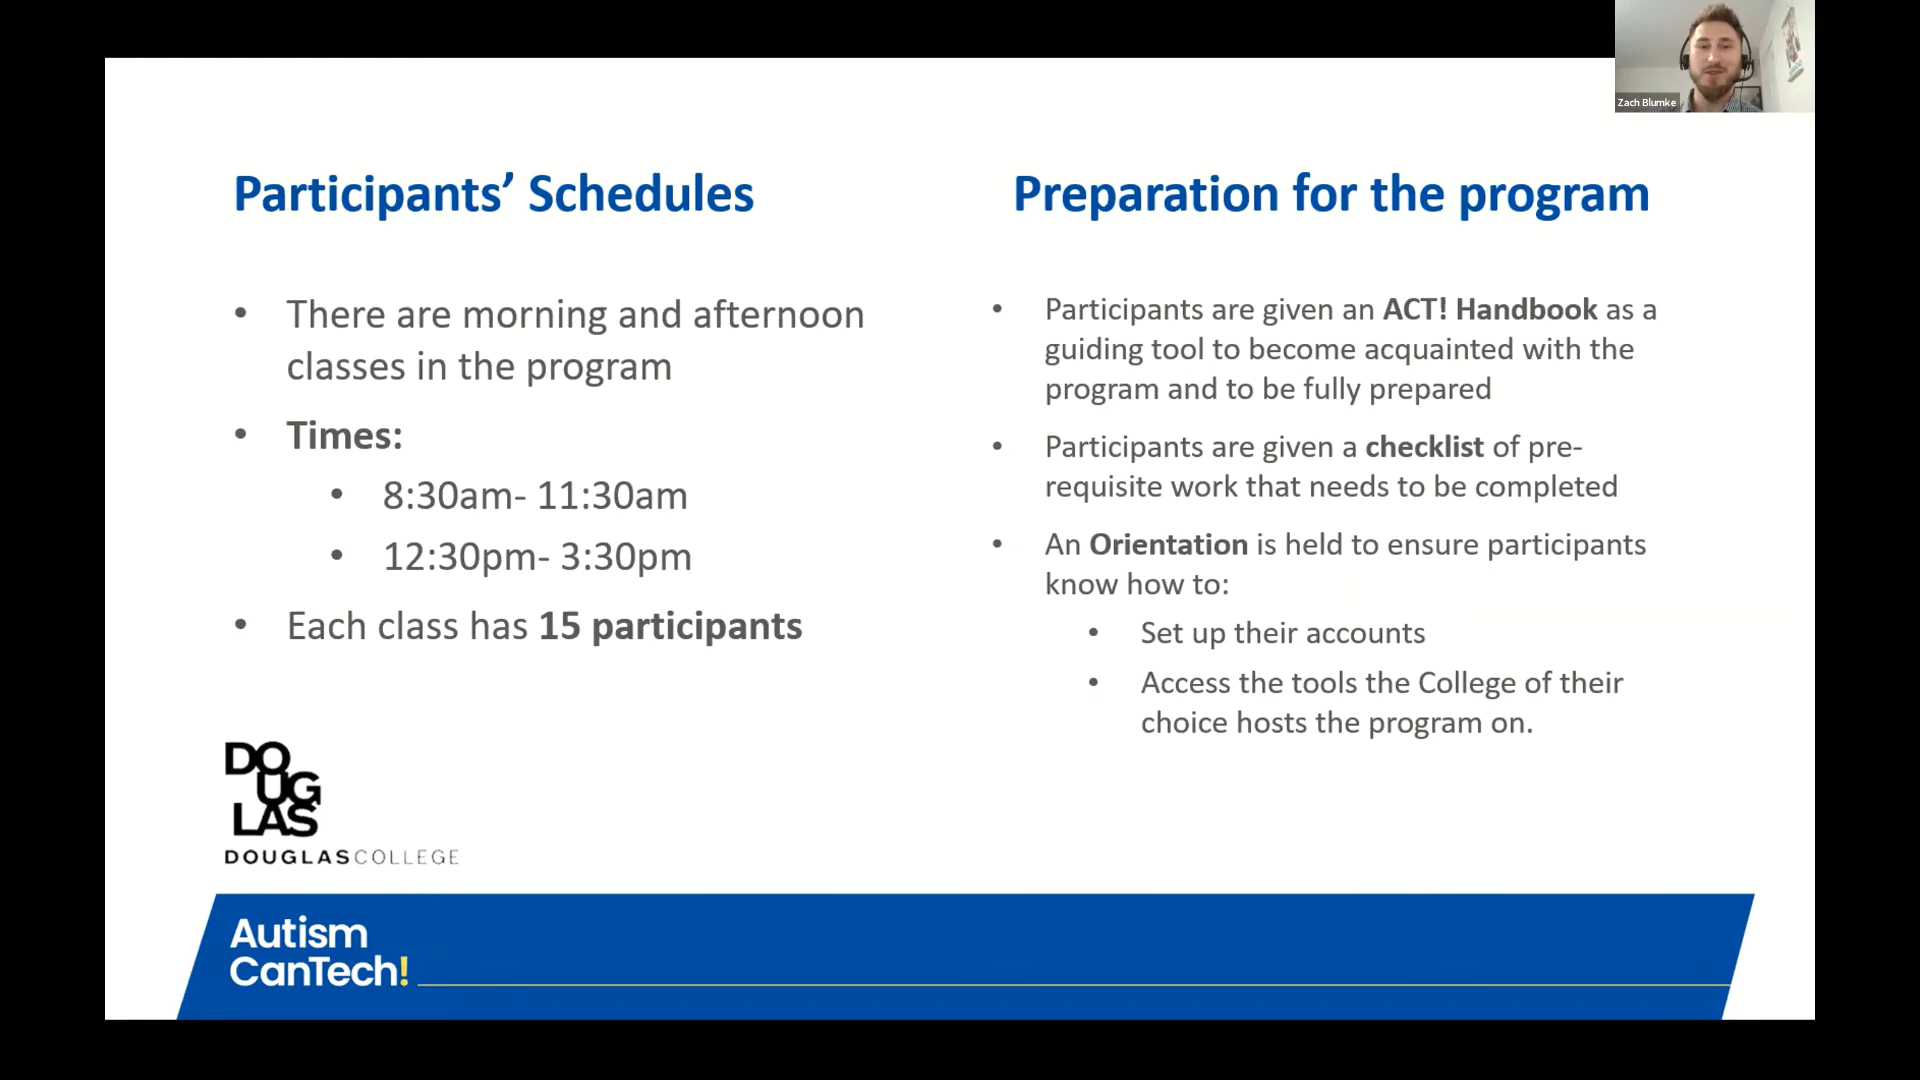 Zach Blumke
Participants’ Schedules
• There are morning and afternoon
classes in the program
• Times:
• 8:30am- 11:30am
• 12:30pm- 3:30pm
• Each class has 15 participants
Preparation for the program
• Participants are given an ACT! Handbook as a
guiding tool to become acquainted with the
program and to be fully prepared
• Participants are given a checklist of pre-
requisite work that needs to be completed
• An Orientation is held to ensure participants
know how to:
• Set up their accounts
• Access the tools the College of their
choice hosts the program on.
DO
UG
LAS
DOUGLASCOLLEGE
Autism
CanTech!